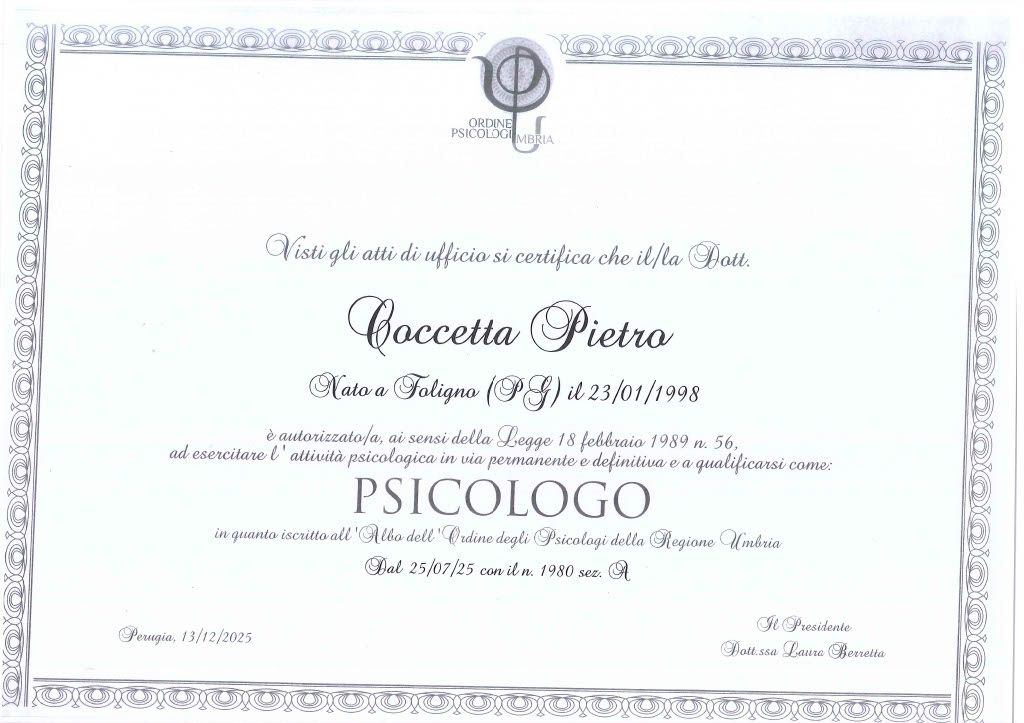 ORDINE
PSICOLOGI UMBRIA
Visti gli atti di ufficio si certifica che il/la Dott.
Coccetta Pietro
Nato a Foligno (PG) il 23/01/1998
è autorizzato/a, ai sensi della Legge 18 febbraio 1989 n. 56,
ad esercitare l'attività psicologica in via permanente e definitiva e a qualificarsi come:
PSICOLOGO
in quanto iscritto all'Albo dell'Ordine degli Psicologi della Regione Umbria
Dal 25/07/25 con il n. 1980 sez. A
Perugia, 13/12/2025
Il Presidente
Dott.ssa Laura Berretta